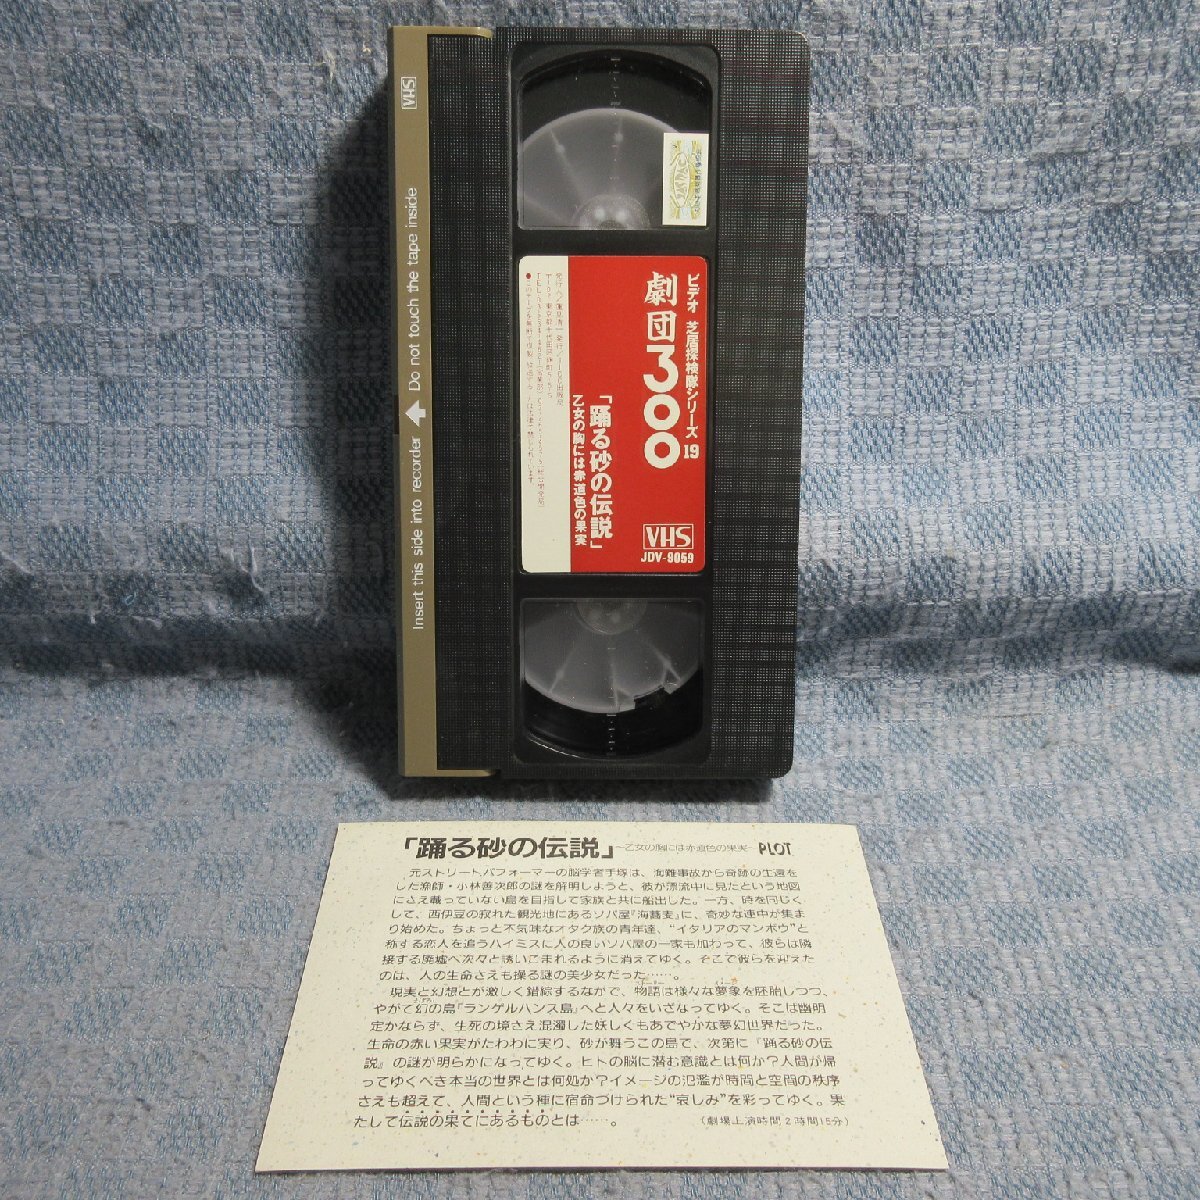 VHS
Insert this side into recorder ⬆ Do not touch the tape inside
ビデオ 芝居探検隊シリーズ 19
劇団300
「踊る砂の伝説」
乙女の胸には赤道色の果実
VHS
JDV-9059
「踊る砂の伝説」～乙女の胸には赤道色の果実～ PLOT
元ストリートパフォーマーの脳学者手塚は、海難事故から奇跡の生還を
した漁師・小林善次郎の謎を解明しようと、彼が漂流中に見たという地図
にさえ載っていない島を目指して家族と共に船出した。一方、時を同じく
して、西伊豆の寂れた観光地にあるソバ屋『海蕎麦』に、奇妙な連中が集ま
り始めた。ちょっと不気味なオタク族の青年達、“イタリアのマンボウ”と
称する恋人を追うハイミスに人の良いソバ屋の一家も加わって、彼らは隣
接する廃墟へ次々と誘いこまれるように消えてゆく。そこで彼らを迎えた
のは、人の生命さえも操る謎の美少女だった……。
現実と幻想とが激しく錯綜するなかで、物語は様々な夢象を胚胎しつつ、
やがて幻の島「ランゲルハンス島」へと人々をいざなってゆく。そこは幽明
定かならず、生死の境さえ混濁した妖しくもあでやかな夢幻世界だった。
生命の赤い果実がたわわに実り、砂が舞うこの島で、次第に『踊る砂の伝
説』の謎が明らかになってゆく。ヒトの脳に潜む意識とは何か？人間が帰
ってゆくべき本当の世界とは何処か？イメージの氾濫が時間と空間の秩序
さえも超えて、人間という種に宿命づけられた“哀しみ”を彩ってゆく。果
たして伝説の果てにあるものとは……。
（劇場上演時間2時間15分）